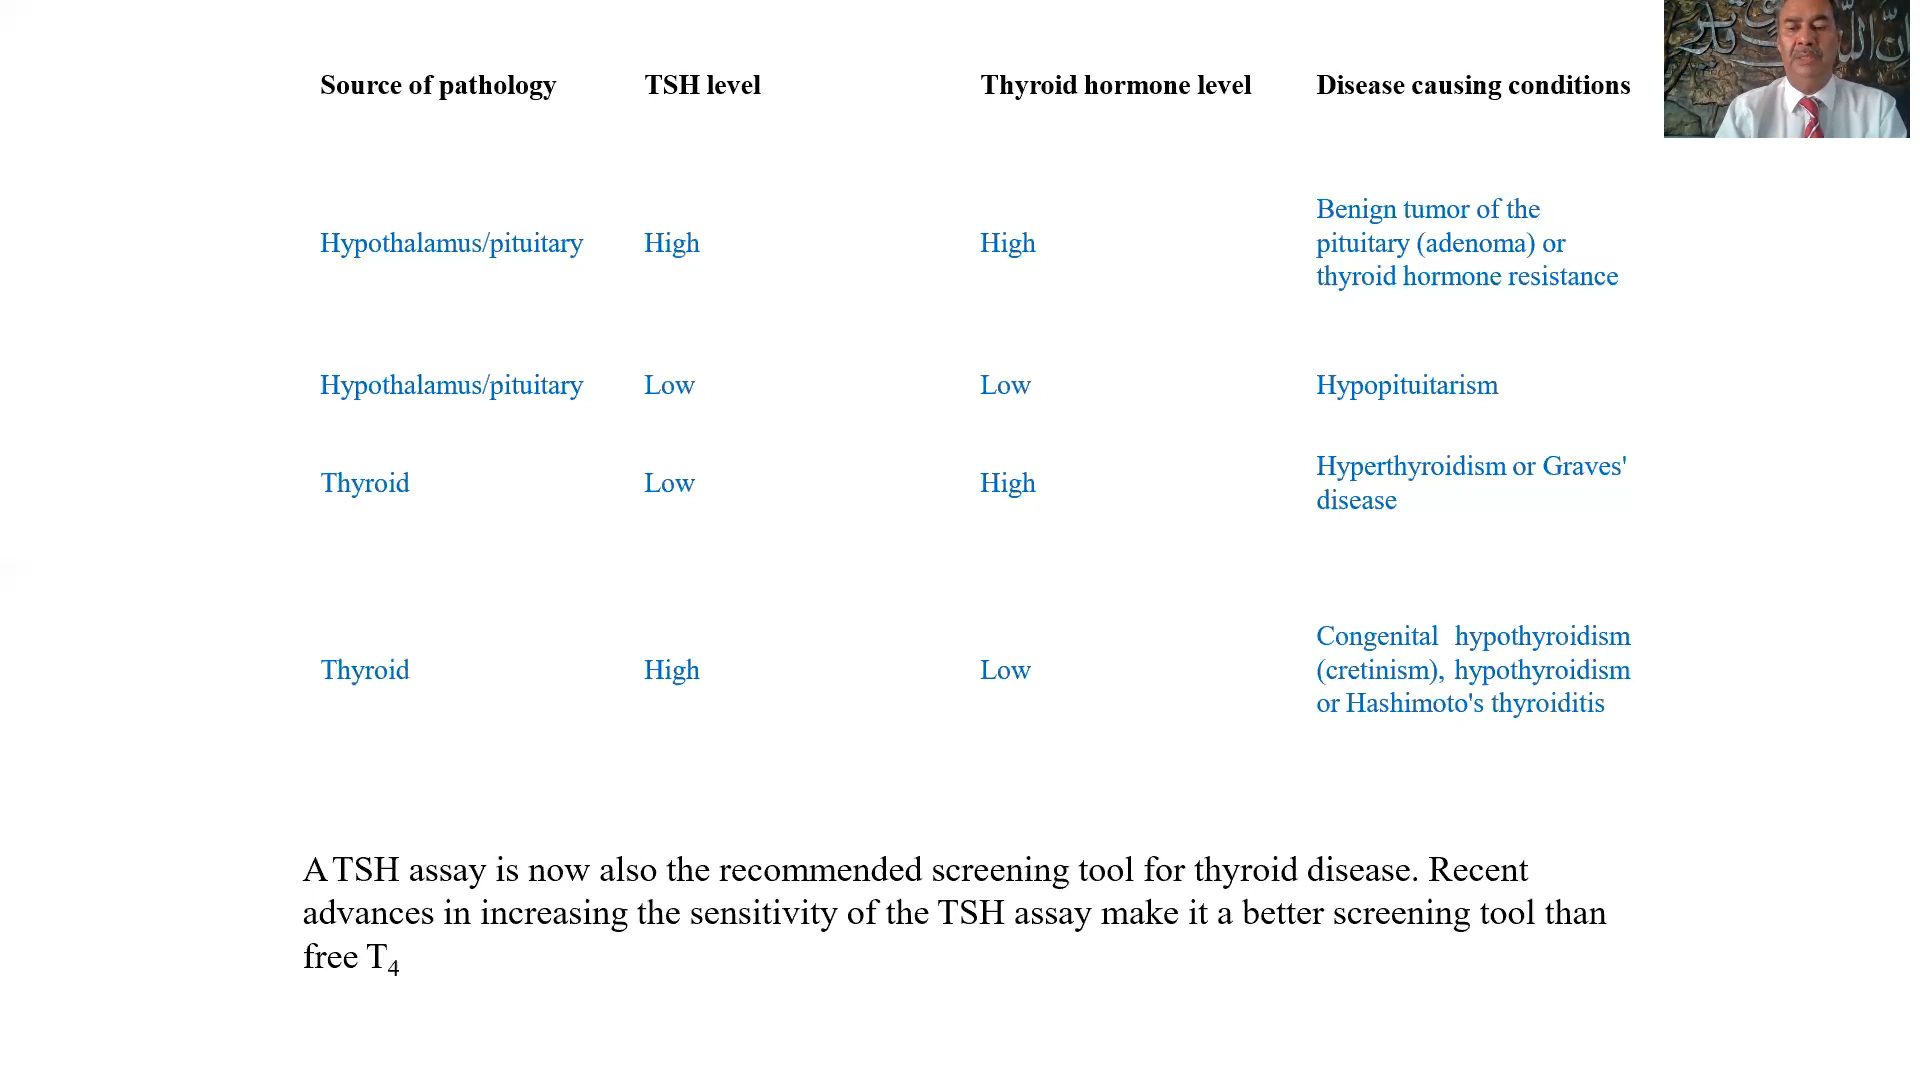 Source of pathology TSH level Thyroid hormone level Disease causing conditions
Benign tumor of the
Hypothalamus/pituitary High High pituitary (adenoma) or
thyroid hormone resistance
Hypothalamus/pituitary Low Low Hypopituitarism
Thyroid Low High Hyperthyroidism or Graves'
disease
Congenital hypothyroidism
Thyroid High Low (cretinism), hypothyroidism
or Hashimoto's thyroiditis
A TSH assay is now also the recommended screening tool for thyroid disease. Recent
advances in increasing the sensitivity of the TSH assay make it a better screening tool than
free T₄